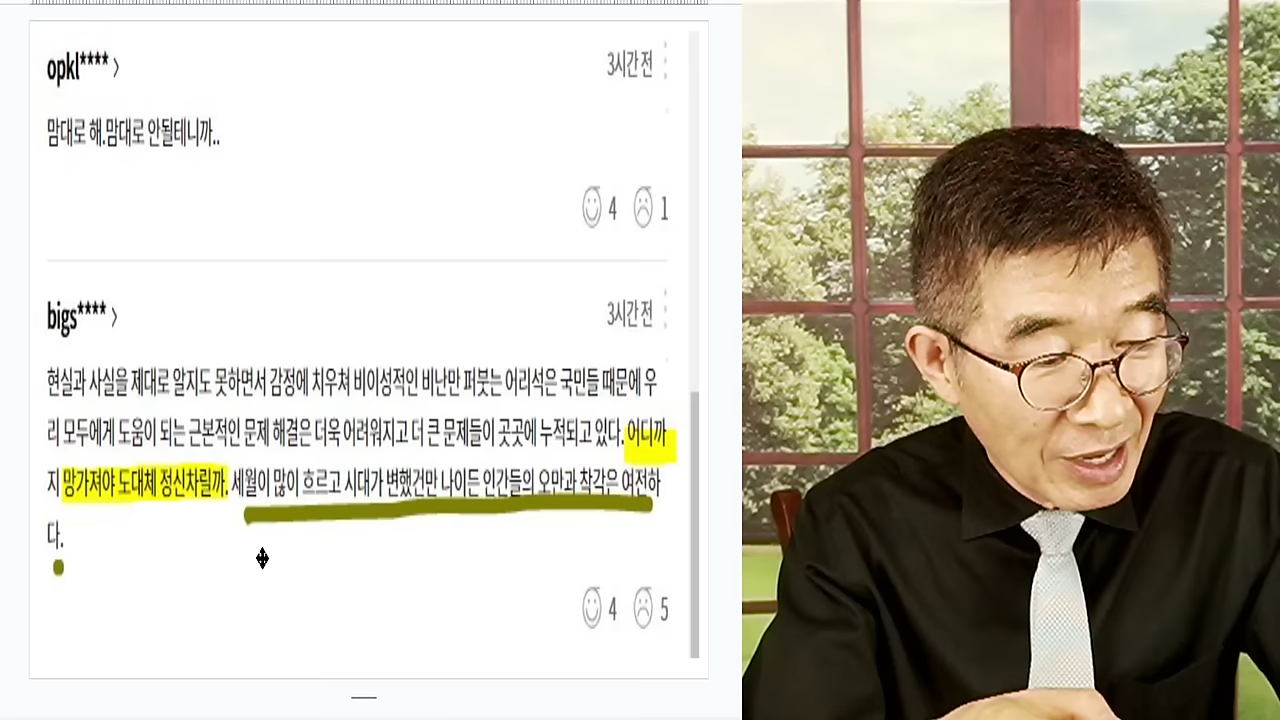 opkl**** 〉
3시간 전
맘대로 해.맘대로 안될테니까..
4 1
bigs**** 〉
3시간 전
현실과 사실을 제대로 알지도 못하면서 감정에 치우쳐 비이성적인 비난만 퍼붓는 어리석은 국민들 때문에 우
리 모두에게 도움이 되는 근본적인 문제 해결은 더욱 어려워지고 더 큰 문제들이 곳곳에 누적되고 있다. 어디까
지 망가져야 도대체 정신차릴까. 세월이 많이 흐르고 시대가 변했건만 나이든 인간들의 오만과 착각은 여전하
다.
4 5